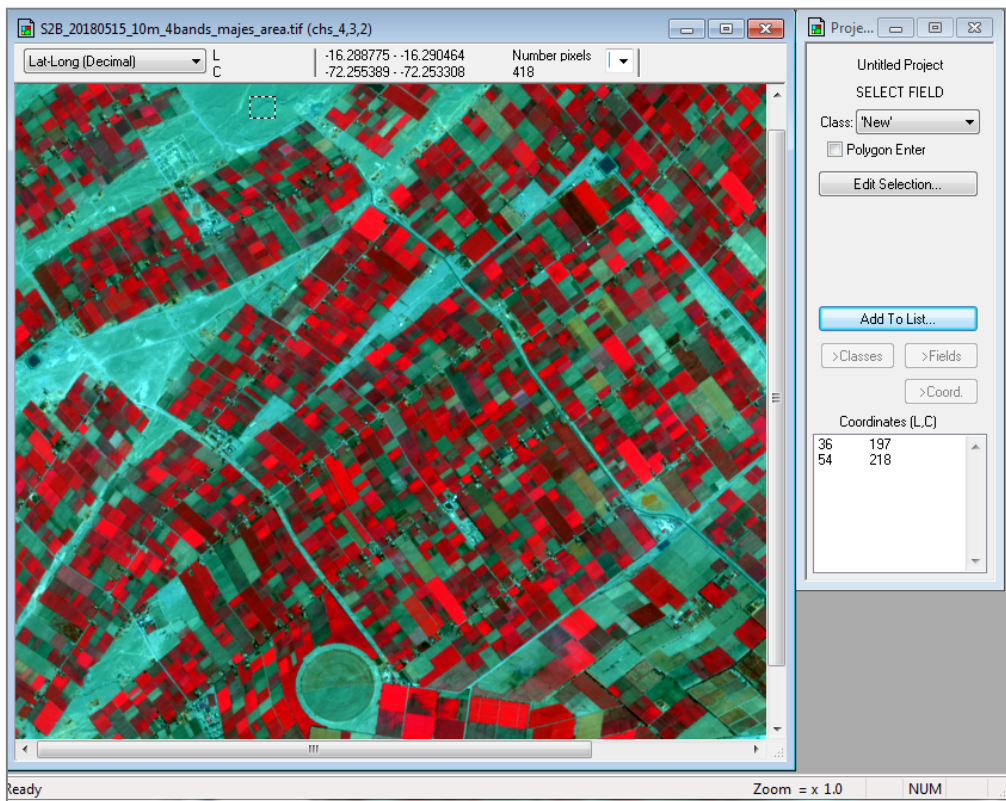 S2B_20180515_10m_4bands_majes_area.tif (chs_4,3,2)
Lat-Long (Decimal)
L
C
-16.288775 - -16.290464
-72.255389 - -72.253308
Number pixels
418
Proje...
Untitled Project
SELECT FIELD
Class: 'New'
Polygon Enter
Edit Selection...
Add To List...
>Classes >Fields
>Coord.
Coordinates (L,C)
36 197
54 218
Ready Zoom = x 1.0 NUM